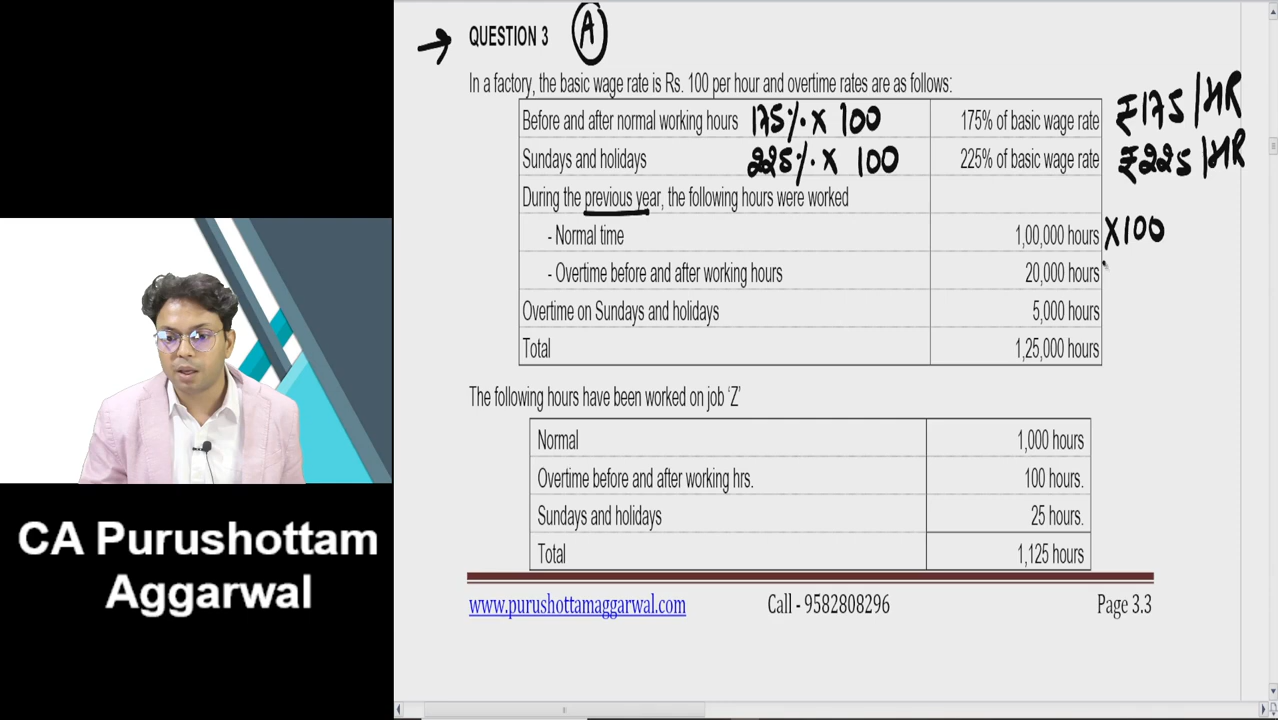 QUESTION 3 A
In a factory, the basic wage rate is Rs. 100 per hour and overtime rates are as follows:
Before and after normal working hours 175% × 100 175% of basic wage rate ₹175/HR
Sundays and holidays 225% × 100 225% of basic wage rate ₹225/HR
During the previous year, the following hours were worked
- Normal time 1,00,000 hours ×100
- Overtime before and after working hours 20,000 hours
Overtime on Sundays and holidays 5,000 hours
Total 1,25,000 hours
The following hours have been worked on job ‘Z’
Normal 1,000 hours
Overtime before and after working hrs. 100 hours.
Sundays and holidays 25 hours.
Total 1,125 hours
www.purushottamaggarwal.com Call - 9582808296 Page 3.3
CA Purushottam
Aggarwal